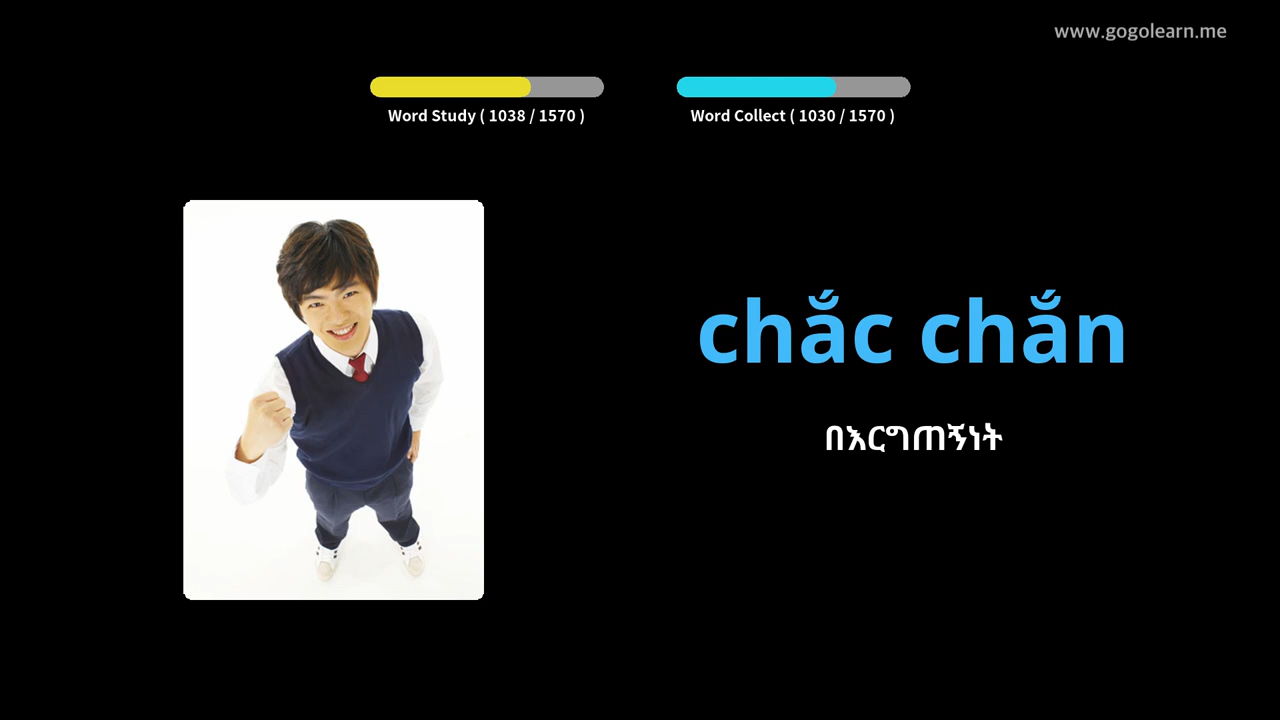 www.gogolearn.me
Word Study ( 1038 / 1570 )
Word Collect ( 1030 / 1570 )
chắc chắn
በእርግጠኝነት